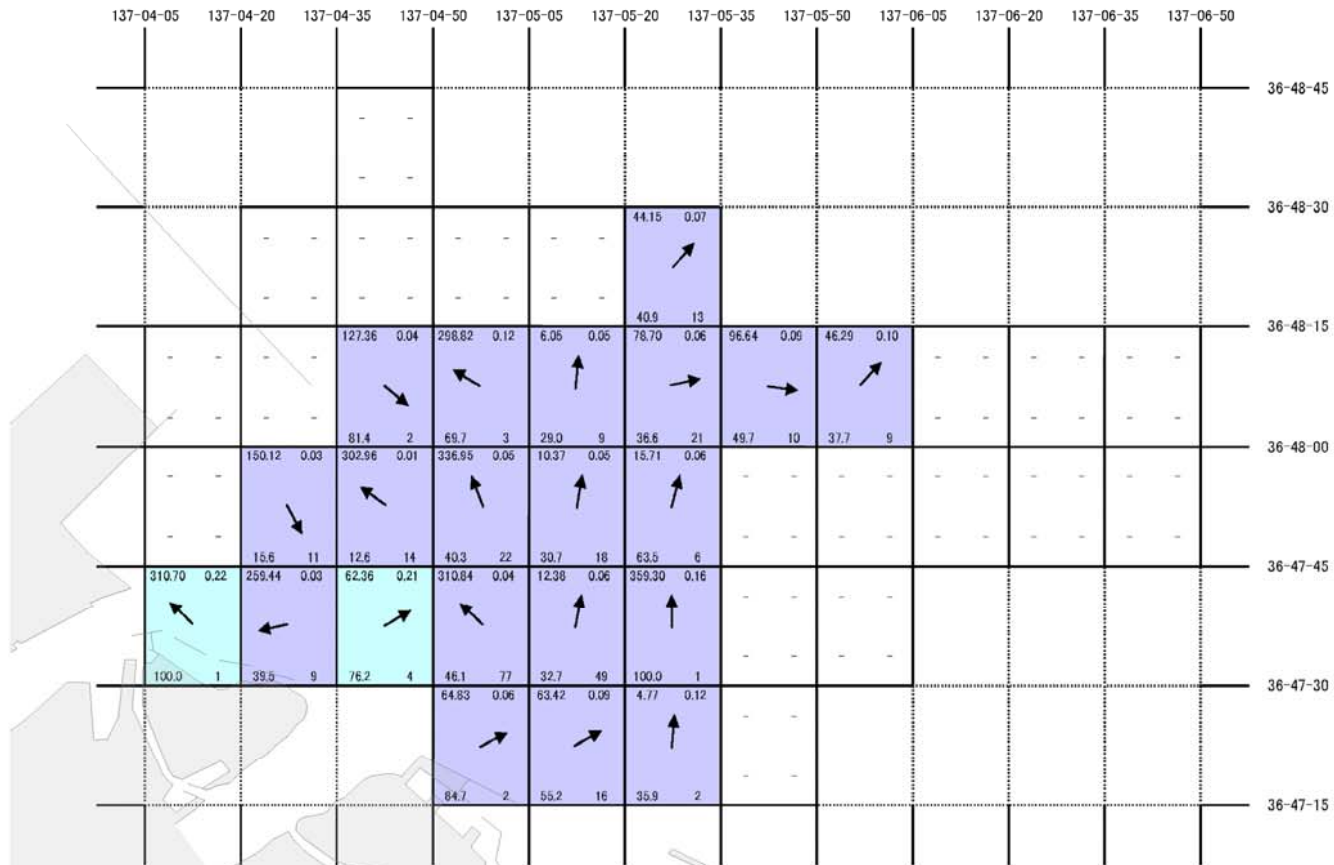 137-04-05 137-04-20 137-04-35 137-04-50 137-05-05 137-05-20 137-05-35 137-05-50 137-06-05 137-06-20 137-06-35 137-06-50
36-48-45
- -
- -
36-48-30
44.15 0.07
- - - - - - - -
- - - - - - - -
40.9 13
36-48-15
127.36 0.04 298.82 0.12 6.05 0.05 78.70 0.06 96.64 0.09 46.29 0.10
- - - - - - - - - -
- - - - - - - - - -
81.4 2 69.7 3 29.0 9 36.6 21 49.7 10 37.7 9
36-48-00
150.12 0.03 302.96 0.01 336.95 0.05 10.37 0.05 15.71 0.06
- - - - - - - - - - - -
- - - - - - - - - - - -
15.6 11 12.6 14 40.3 22 30.7 18 63.5 6
36-47-45
310.70 0.22 259.44 0.03 62.36 0.21 310.84 0.04 12.38 0.06 359.30 0.16
- - - -
- - - -
100.0 1 39.5 9 76.2 4 46.1 77 32.7 49 100.0 1
36-47-30
64.83 0.06 63.42 0.09 4.77 0.12
- -
- -
84.7 2 55.2 16 35.9 2
36-47-15